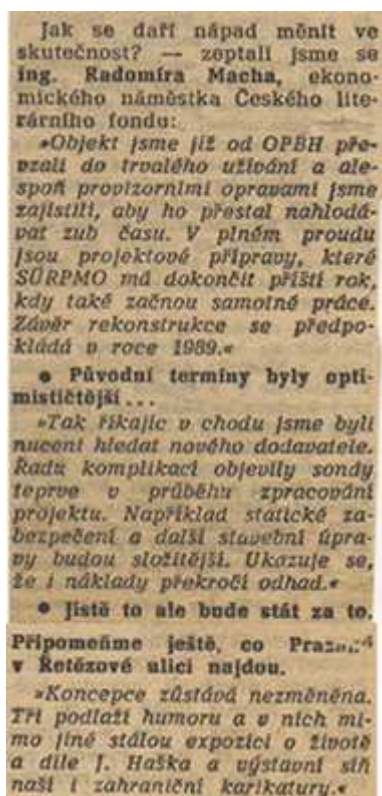 Jak se daří nápad měnit ve
skutečnost? — zeptali jsme se
ing. Radomíra Macha, ekono-
mického náměstka Českého lite-
rárního fondu:
»Objekt jsme již od OPBH pře-
vzali do trvalého užívání a ale-
spoň provizorními opravami jsme
zajistili, aby ho přestal nahlodá-
vat zub času. V plném proudu
jsou projektové přípravy, které
SÚRPMO má dokončit příští rok,
kdy také začnou samotné práce.
Závěr rekonstrukce se předpo-
kládá v roce 1989.«
● Původní termíny byly opti-
mističtější...
»Tak říkajíc v chodu jsme byli
nuceni hledat nového dodavatele.
Řadu komplikací objevily sondy
teprve v průběhu zpracování
projektu. Například statické za-
bezpečení a další stavební úpra-
vy budou složitější. Ukazuje se,
že i náklady překročí odhad.«
● Jistě to ale bude stát za to.
Připomeňme ještě, co
v Řetězové ulici najdou.
»Koncepce zůstává nezměněna.
Tři podlaží humoru a v nich mi-
mo jiné stálou expozici o životě
a díle J. Haška a výstavní síň
naší i zahraniční karikatury.«